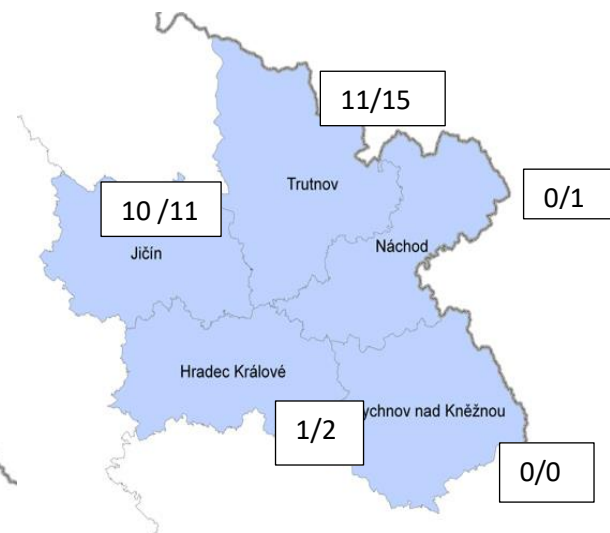 11/15
Trutnov
10 /11
0/1
Náchod
Jičín
Hradec Králové
ychnov nad Kněžnou
1/2
0/0